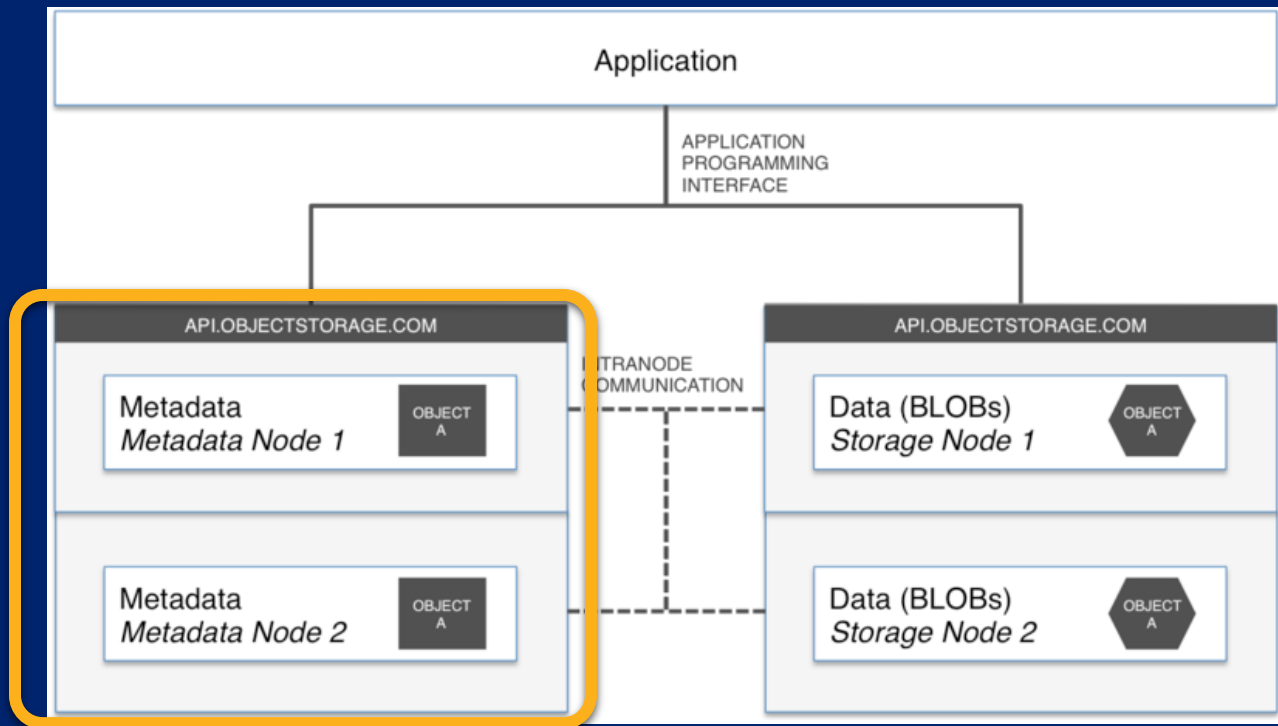 Application
APPLICATION
PROGRAMMING
INTERFACE
API.OBJECTSTORAGE.COM
Metadata
Metadata Node 1
OBJECT
A
Metadata
Metadata Node 2
OBJECT
A
INTRANODE
COMMUNICATION
API.OBJECTSTORAGE.COM
Data (BLOBs)
Storage Node 1
OBJECT
A
Data (BLOBs)
Storage Node 2
OBJECT
A